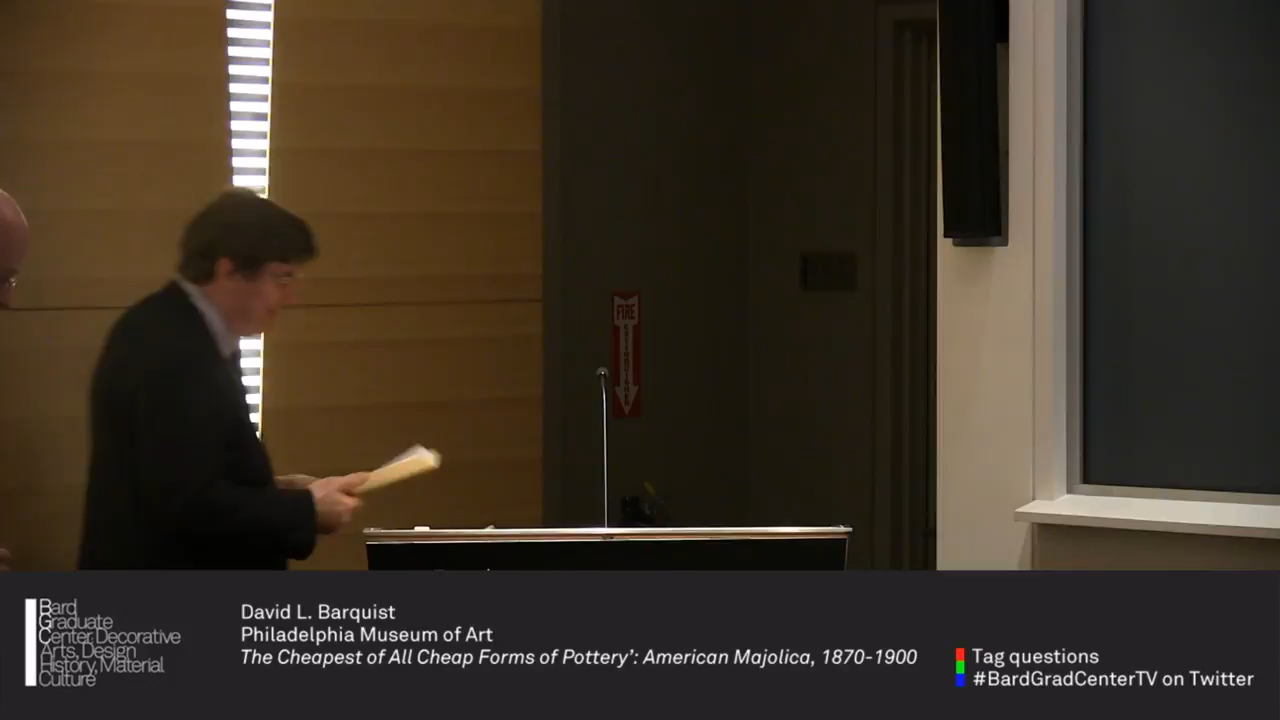 FIRE
EXTINGUISHER
Bard
Graduate
Center Decorative
Arts, Design
History, Material
Culture
David L. Barquist
Philadelphia Museum of Art
The Cheapest of All Cheap Forms of Pottery': American Majolica, 1870-1900
Tag questions
#BardGradCenterTV on Twitter